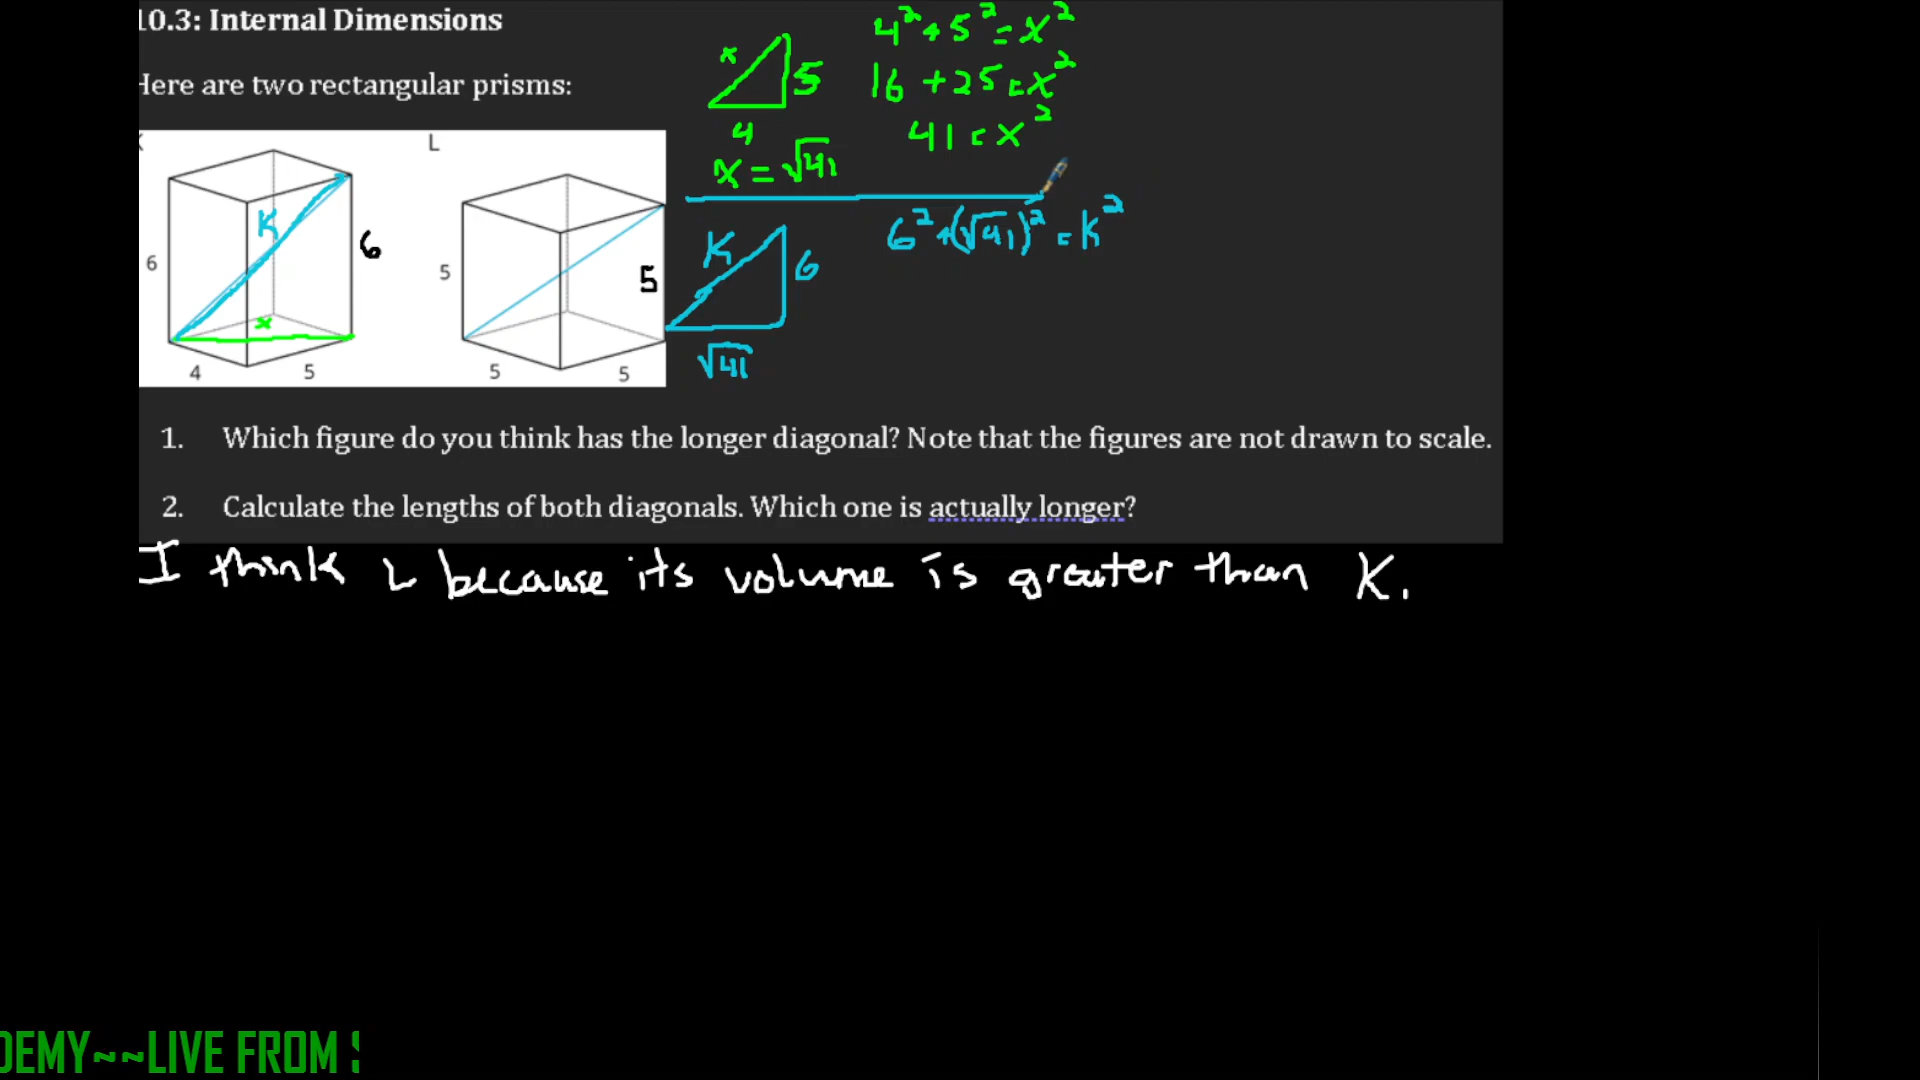 10.3: Internal Dimensions
Here are two rectangular prisms:
x
5
4
x = √41
4² + 5² = x²
16 + 25 = x²
41 = x²
K
K
6
6
x
4
5
L
5
5
5
5
K
6
√41
6² + (√41)² = K²
1. Which figure do you think has the longer diagonal? Note that the figures are not drawn to scale.
2. Calculate the lengths of both diagonals. Which one is actually longer?
I think L because its volume is greater than K.
DEMY~~LIVE FROM